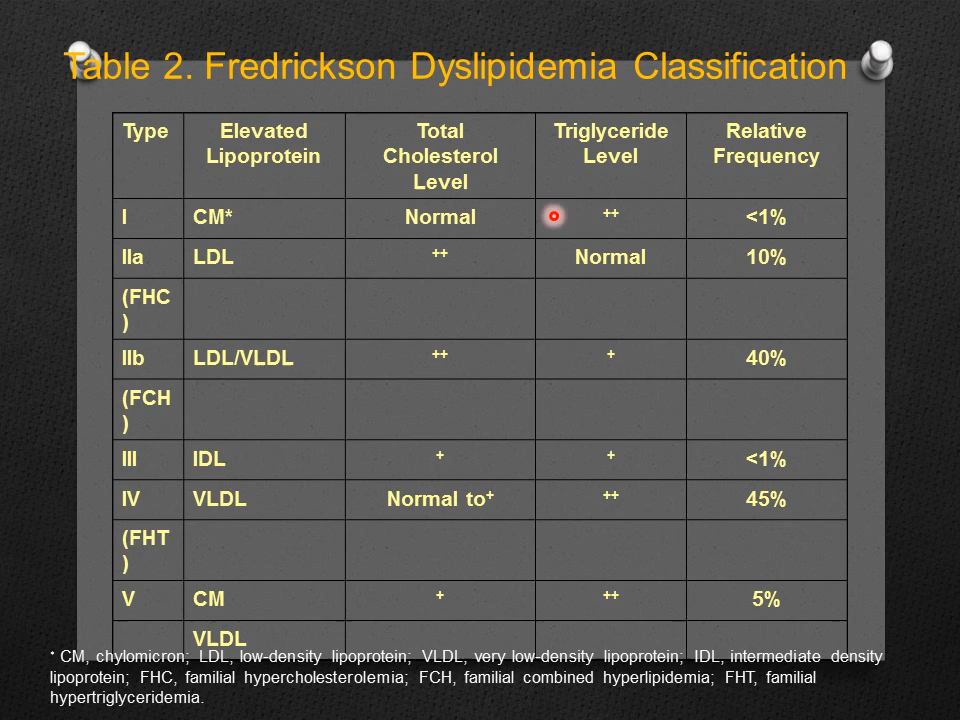 Table 2. Fredrickson Dyslipidemia Classification
Type Elevated Lipoprotein Total Cholesterol Level Triglyceride Level Relative Frequency
I CM* Normal ++ <1%
IIa LDL ++ Normal 10%
(FHC)
IIb LDL/VLDL ++ + 40%
(FCH)
III IDL + + <1%
IV VLDL Normal to+ ++ 45%
(FHT)
V CM + ++ 5%
VLDL
* CM, chylomicron; LDL, low-density lipoprotein; VLDL, very low-density lipoprotein; IDL, intermediate density
lipoprotein; FHC, familial hypercholesterolemia; FCH, familial combined hyperlipidemia; FHT, familial
hypertriglyceridemia.